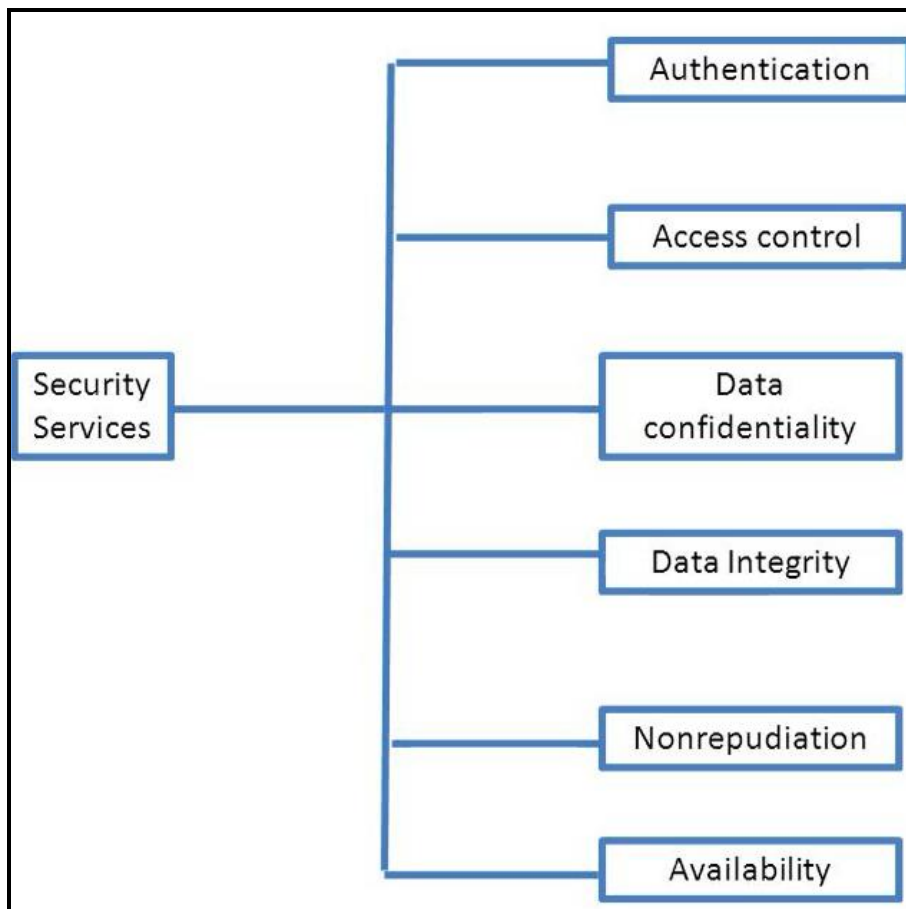 Authentication
Access control
Security
Services
Data
confidentiality
Data Integrity
Nonrepudiation
Availability